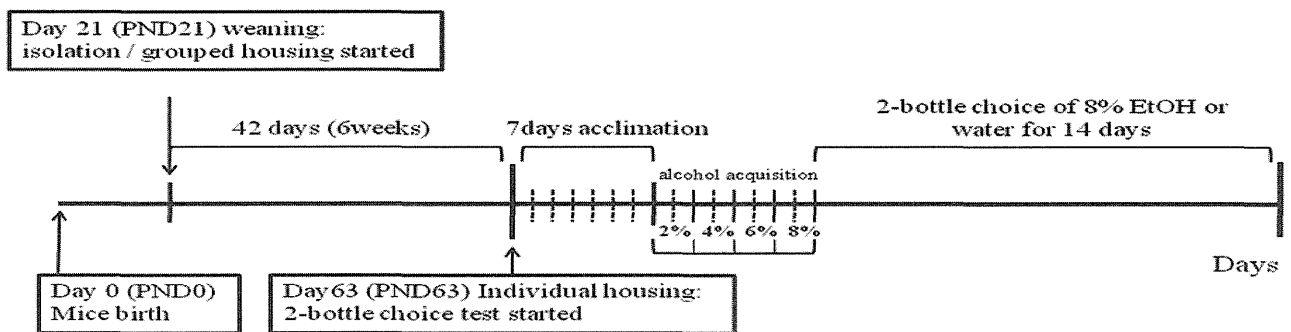 Day 21 (PND21) weaning:
isolation / grouped housing started
42 days (6weeks)
7days acclimation
2-bottle choice of 8% EtOH or
water for 14 days
alcohol acquisition
2% 4% 6% 8%
Days
Day 0 (PND0)
Mice birth
Day63 (PND63) Individual housing:
2-bottle choice test started